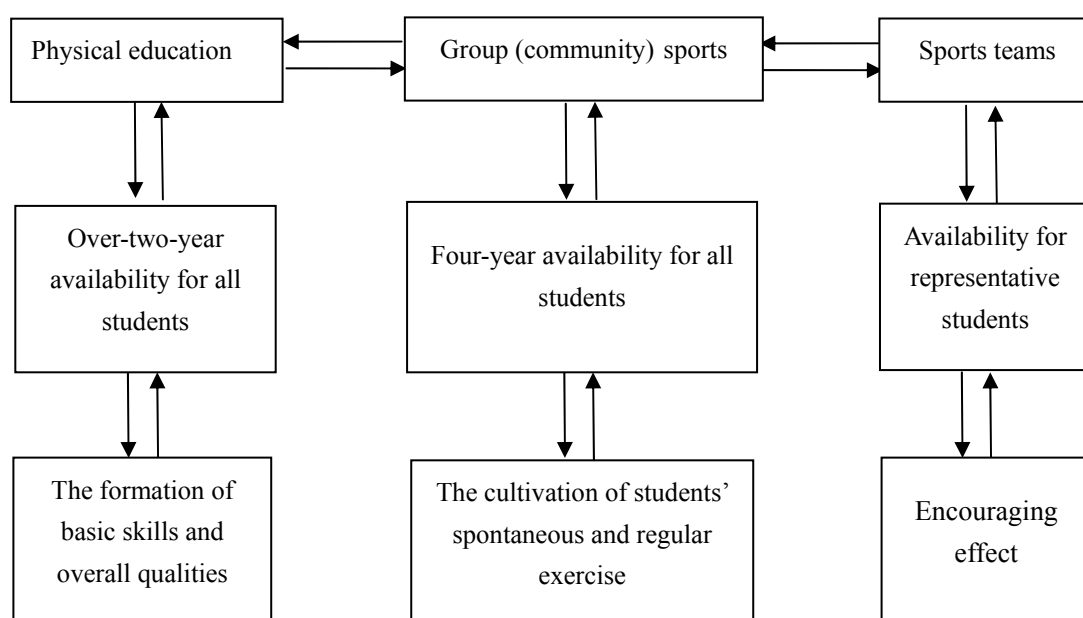 Physical education
Group (community) sports
Sports teams
Over-two-year
availability for all
students
Four-year availability for all
students
Availability for
representative
students
The formation of
basic skills and
overall qualities
The cultivation of students’
spontaneous and regular
exercise
Encouraging
effect